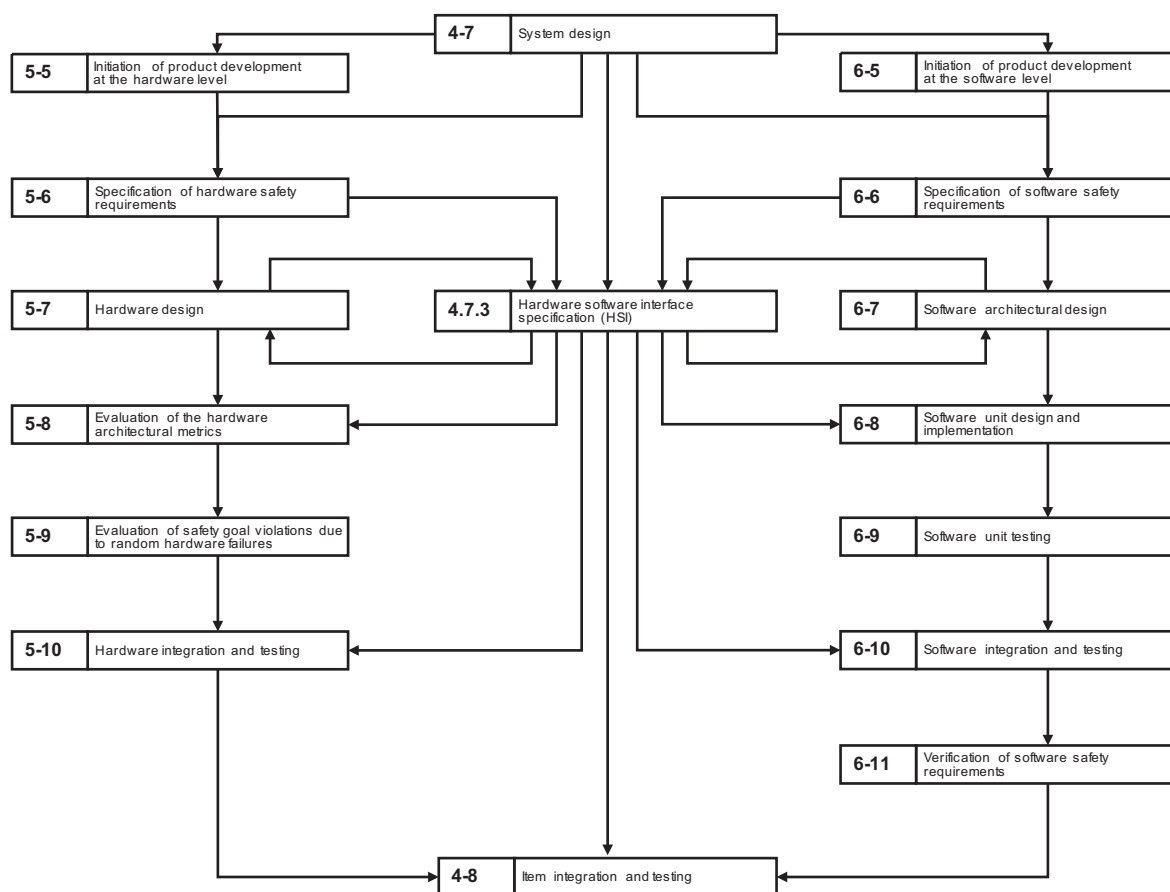 4-7 System design
5-5 Initiation of product development
at the hardware level
6-5 Initiation of product development
at the software level
5-6 Specification of hardware safety
requirements
6-6 Specification of software safety
requirements
5-7 Hardware design
4.7.3 Hardware software interface
specification (HSI)
6-7 Software architectural design
5-8 Evaluation of the hardware
architectural metrics
6-8 Software unit design and
implementation
5-9 Evaluation of safety goal violations due
to random hardware failures
6-9 Software unit testing
5-10 Hardware integration and testing
6-10 Software integration and testing
6-11 Verification of software safety
requirements
4-8 Item integration and testing